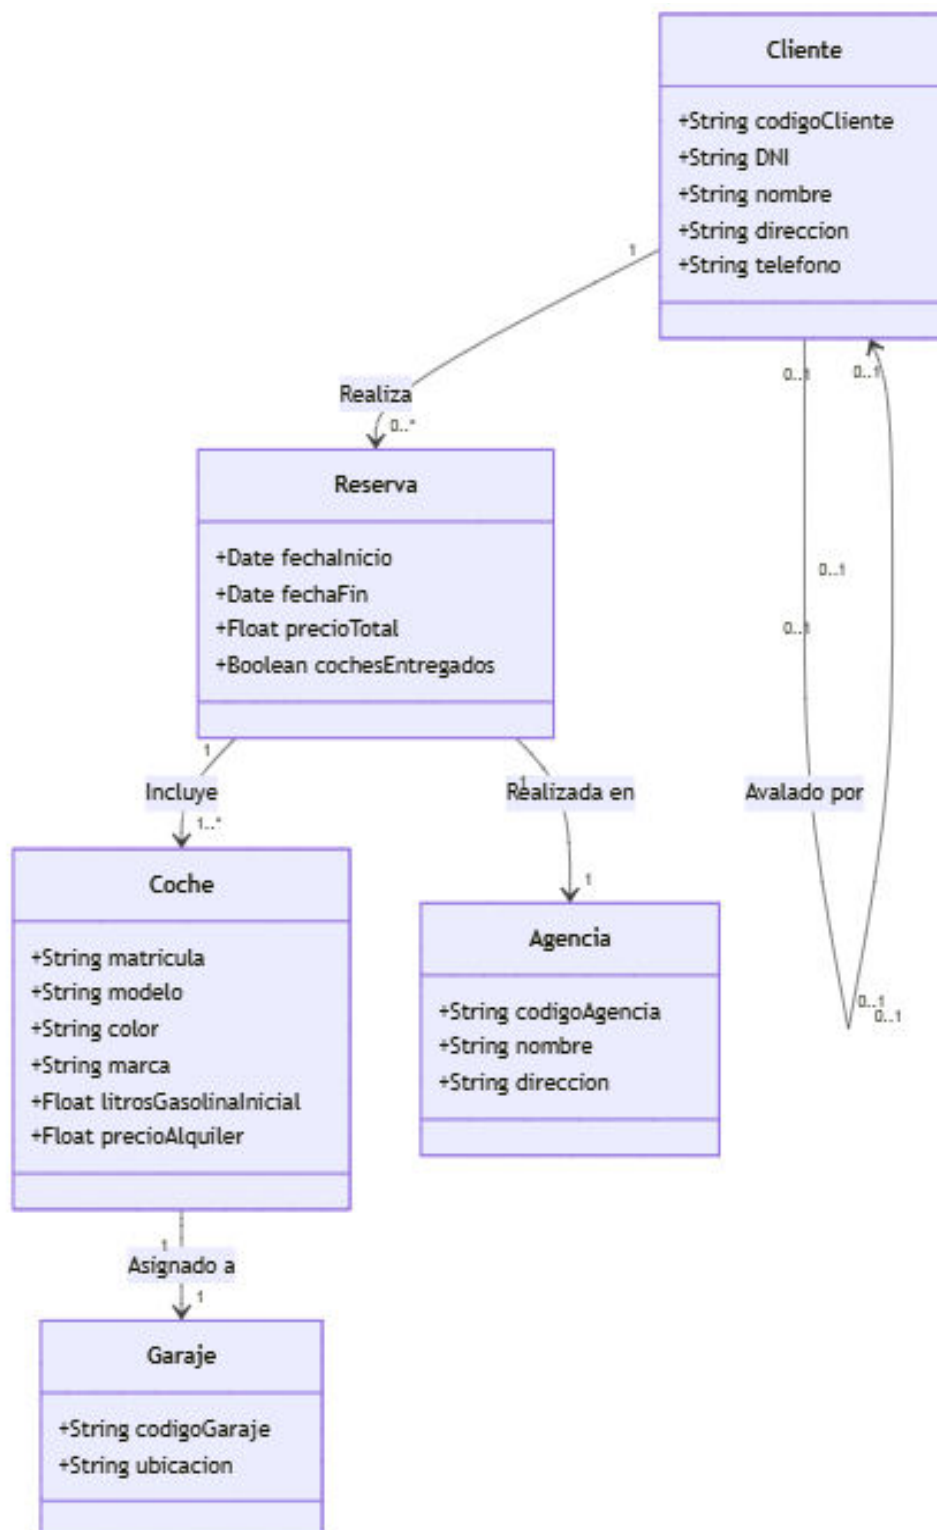 Cliente
+String codigoCliente
+String DNI
+String nombre
+String direccion
+String telefono
1
0..1
0..1
Realiza
0..*
Reserva
+Date fechaInicio
+Date fechaFin
+Float precioTotal
+Boolean cochesEntregados
0..1
0..1
1
1
Incluye
Realizada en
Avalado por
1..*
1
Coche
+String matricula
+String modelo
+String color
+String marca
+Float litrosGasolinaInicial
+Float precioAlquiler
Agencia
+String codigoAgencia
+String nombre
+String direccion
0..1
0..1
1
Asignado a
1
Garaje
+String codigoGaraje
+String ubicacion